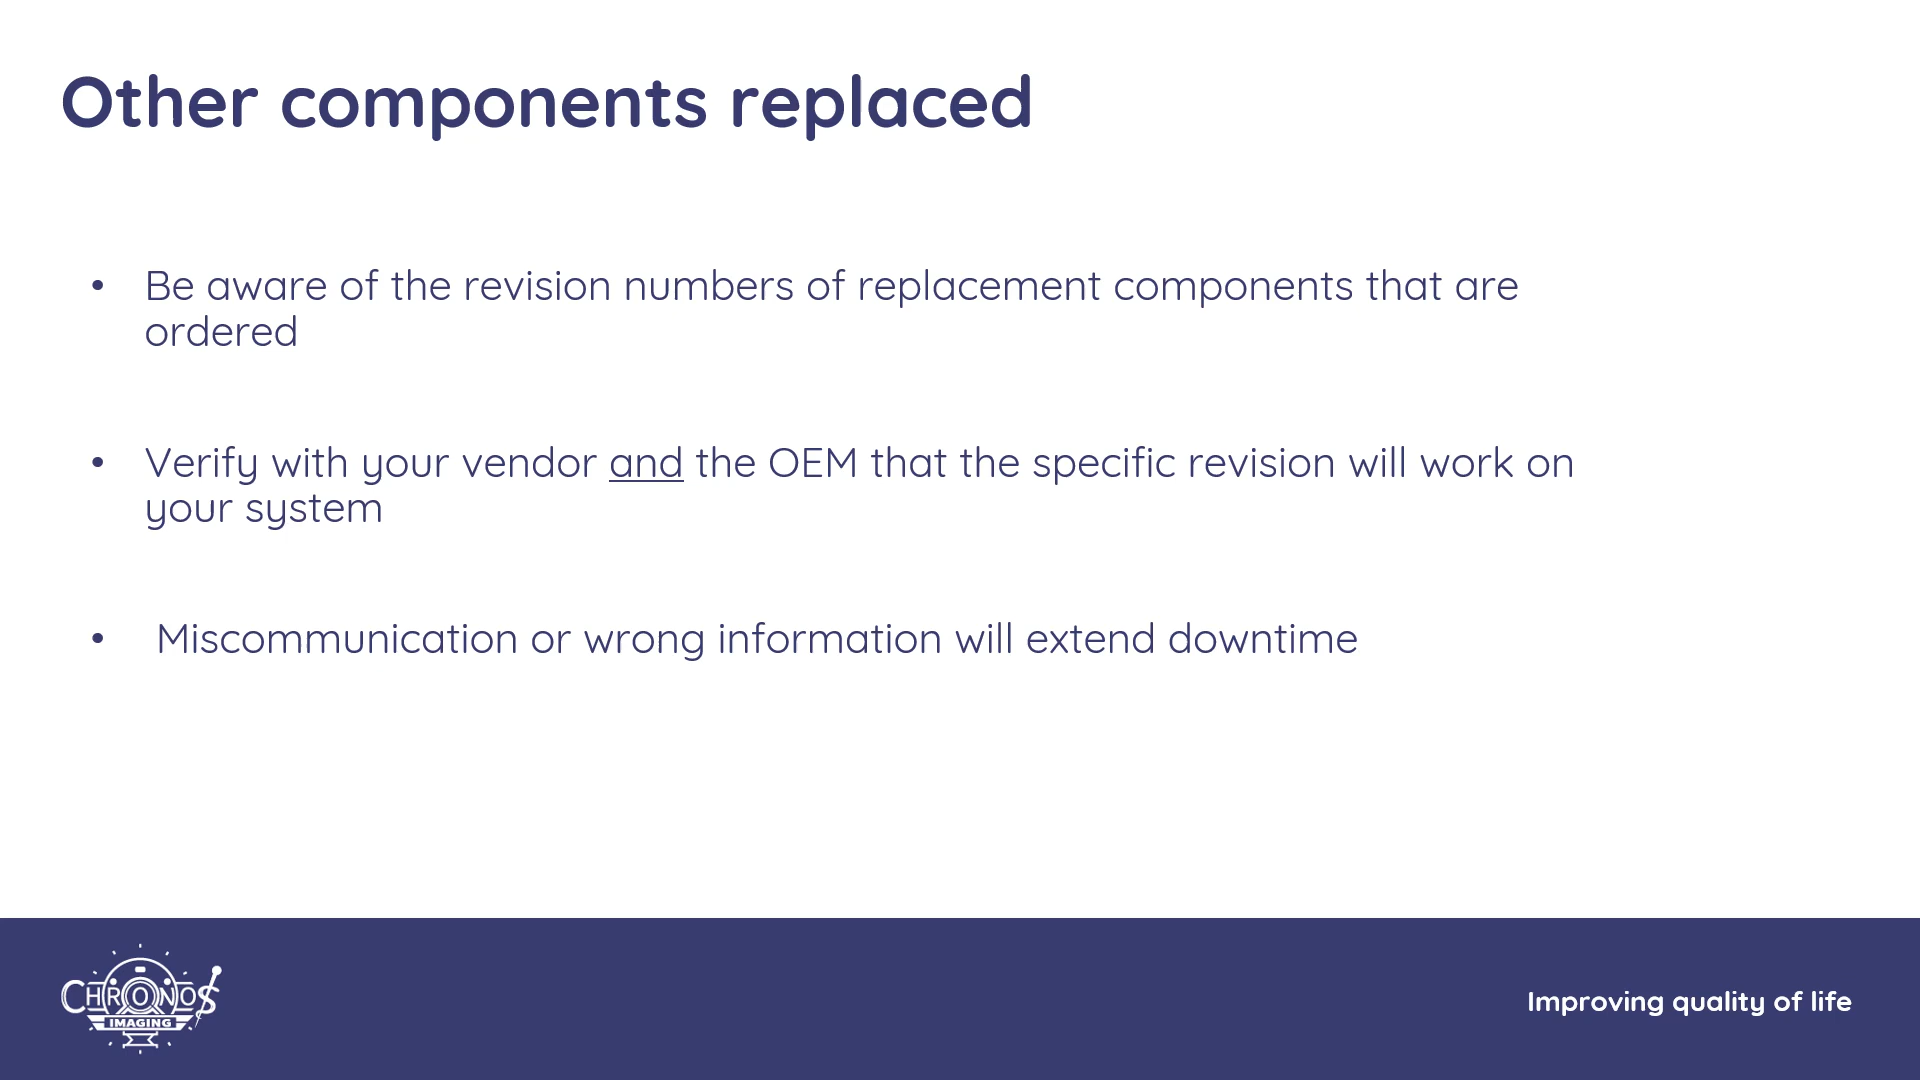 Other components replaced
• Be aware of the revision numbers of replacement components that are
ordered
• Verify with your vendor and the OEM that the specific revision will work on
your system
• Miscommunication or wrong information will extend downtime
CHRONOS
IMAGING
Improving quality of life